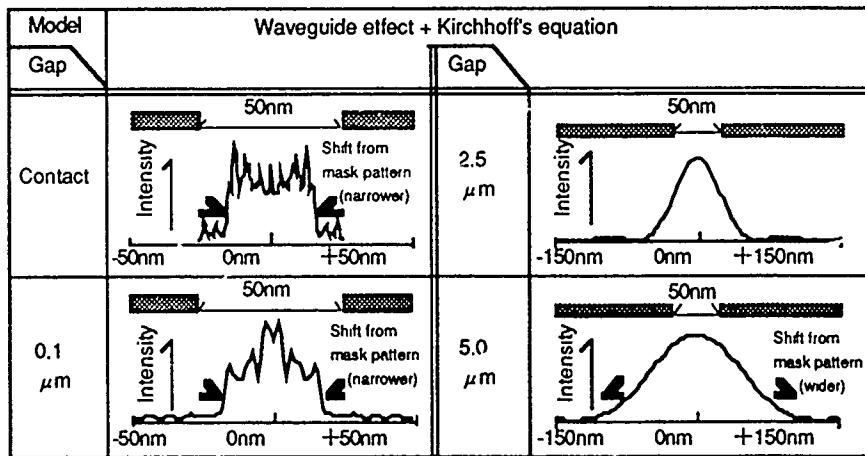 Model
Waveguide effect + Kirchhoff's equation
Gap
Gap
Contact
50nm
Intensity
Shift from
mask pattern
(narrower)
-50nm 0nm +50nm
2.5
μm
50nm
Intensity
-150nm 0nm +150nm
0.1
μm
50nm
Intensity
Shift from
mask pattern
(narrower)
-50nm 0nm +50nm
5.0
μm
50nm
Intensity
Shift from
mask pattern
(wider)
-150nm 0nm +150nm